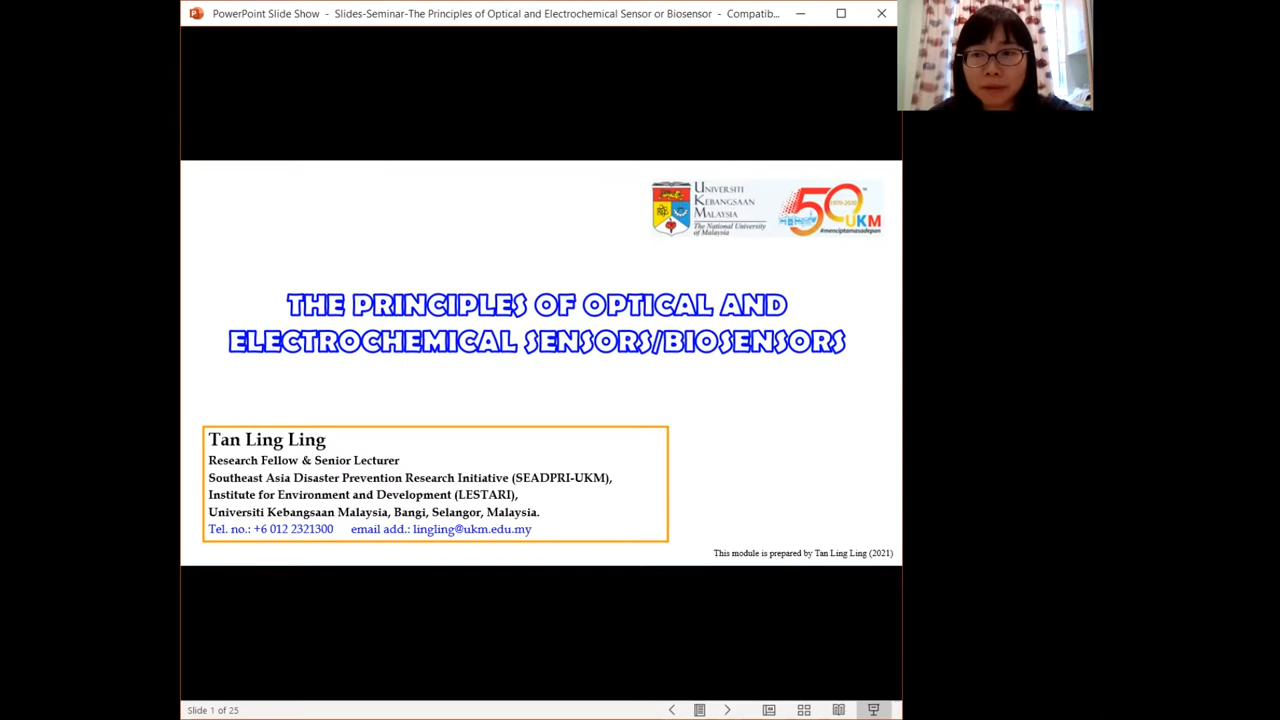 PowerPoint Slide Show - Slides-Seminar-The Principles of Optical and Electrochemical Sensor or Biosensor - Compatib...
UNIVERSITI
KEBANGSAAN
MALAYSIA
The National University
of Malaysia
50
1970-2020
UKM
#menciptamasadepan
THE PRINCIPLES OF OPTICAL AND
ELECTROCHEMICAL SENSORS/BIOSENSORS
Tan Ling Ling
Research Fellow & Senior Lecturer
Southeast Asia Disaster Prevention Research Initiative (SEADPRI-UKM),
Institute for Environment and Development (LESTARI),
Universiti Kebangsaan Malaysia, Bangi, Selangor, Malaysia.
Tel. no.: +6 012 2321300 email add.: lingling@ukm.edu.my
This module is prepared by Tan Ling Ling (2021)
Slide 1 of 25